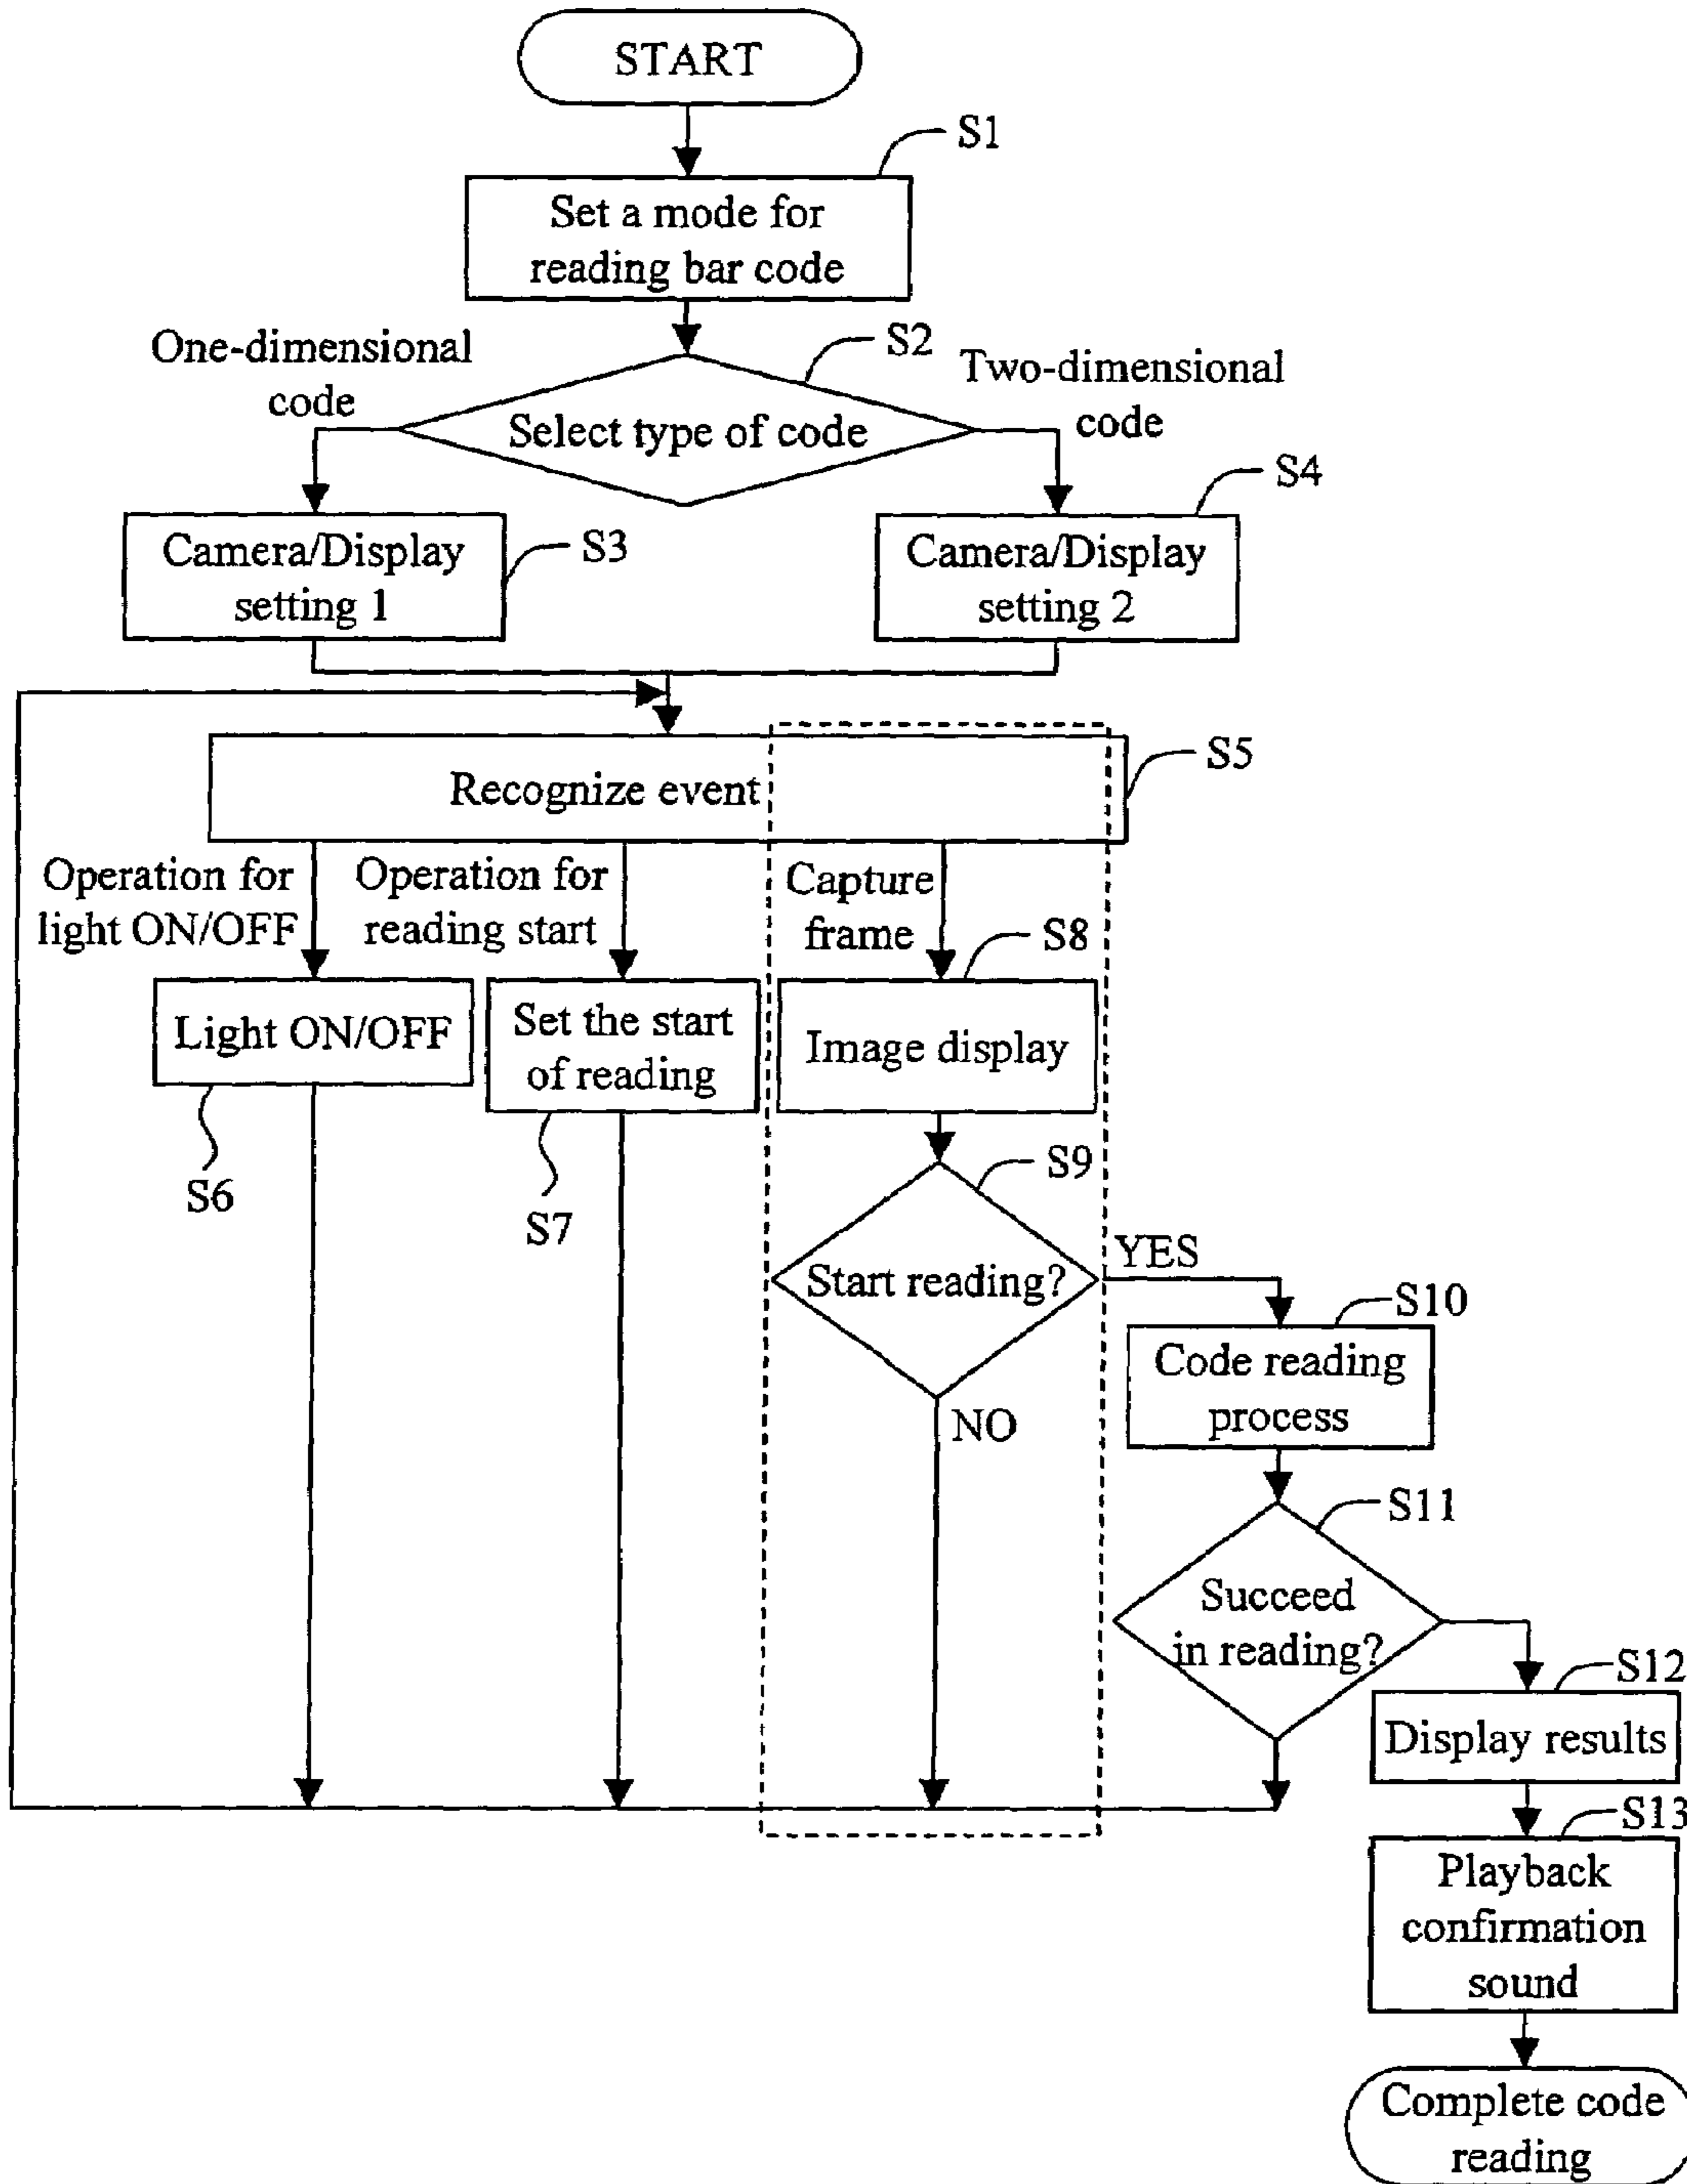 START
S1
Set a mode for
reading bar code
One-dimensional
code
S2
Two-dimensional
code
Select type of code
S4
Camera/Display
setting 1
S3
Camera/Display
setting 2
Recognize event
S5
Operation for
light ON/OFF
Operation for
reading start
Capture
frame
S8
Light ON/OFF
Set the start
of reading
Image display
S6
S7
S9
Start reading?
YES
NO
S10
Code reading
process
S11
Succeed
in reading?
S12
Display results
S13
Playback
confirmation
sound
Complete code
reading